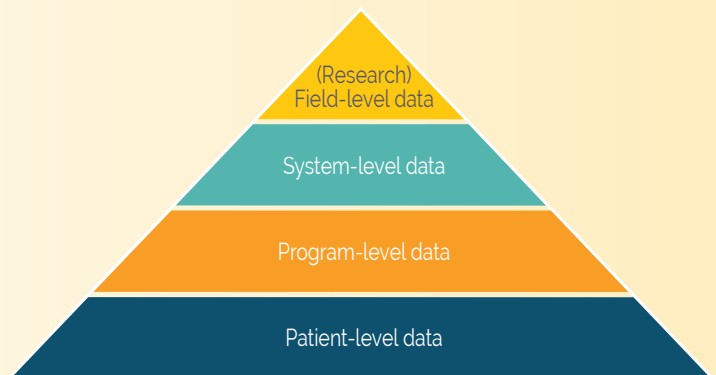 (Research)
Field-level data
System-level data
Program-level data
Patient-level data